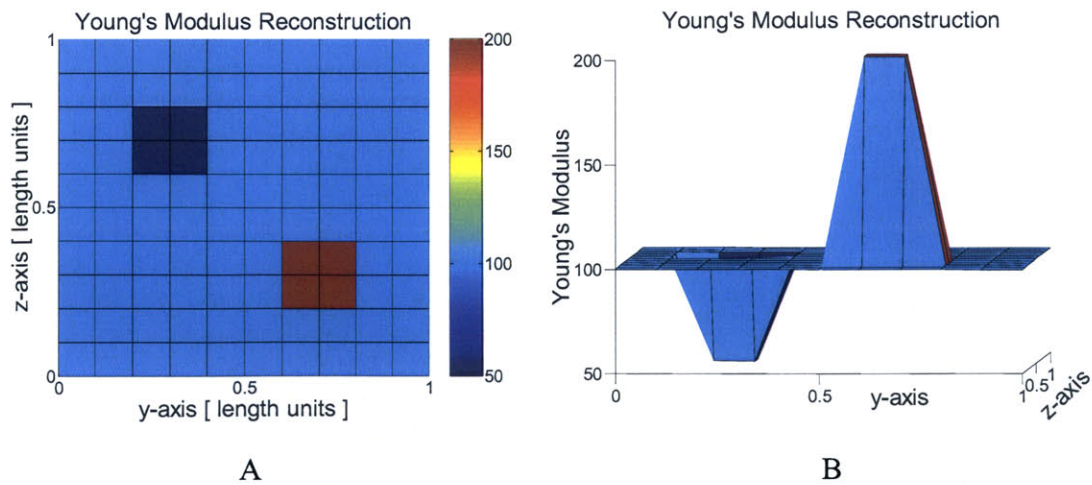 Young's Modulus Reconstruction
1
0.5
0
z-axis [ length units ]
0
0.5
1
y-axis [ length units ]
200
150
100
50
A
Young's Modulus Reconstruction
200
150
100
50
Young's Modulus
0
0.5
1
y-axis
0.5
1
z-axis
B